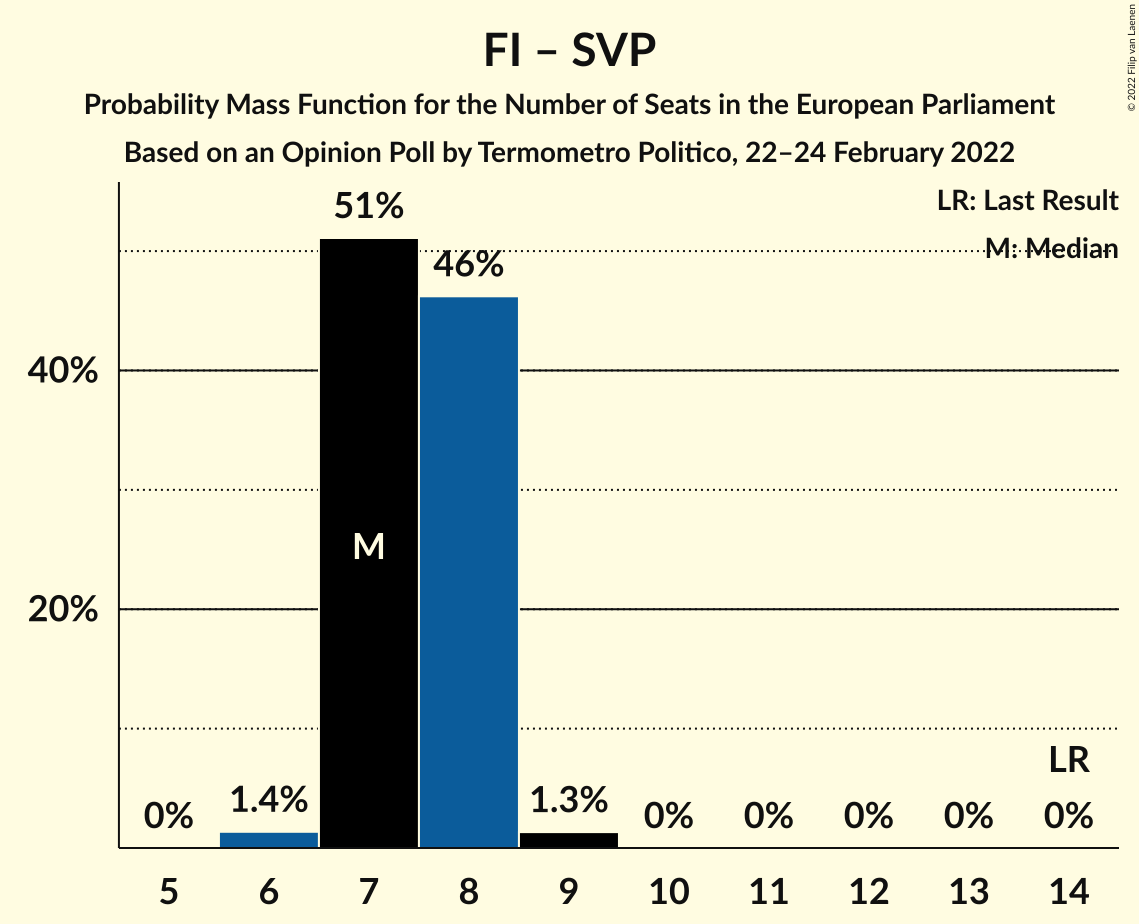 FI – SVP
Probability Mass Function for the Number of Seats in the European Parliament
Based on an Opinion Poll by Termometro Politico, 22–24 February 2022
© 2022 Filip van Laenen
LR: Last Result
M: Median
51%
46%
40%
M
20%
LR
0%
1.4%
1.3%
0%
0%
0%
0%
0%
5
6
7
8
9
10
11
12
13
14